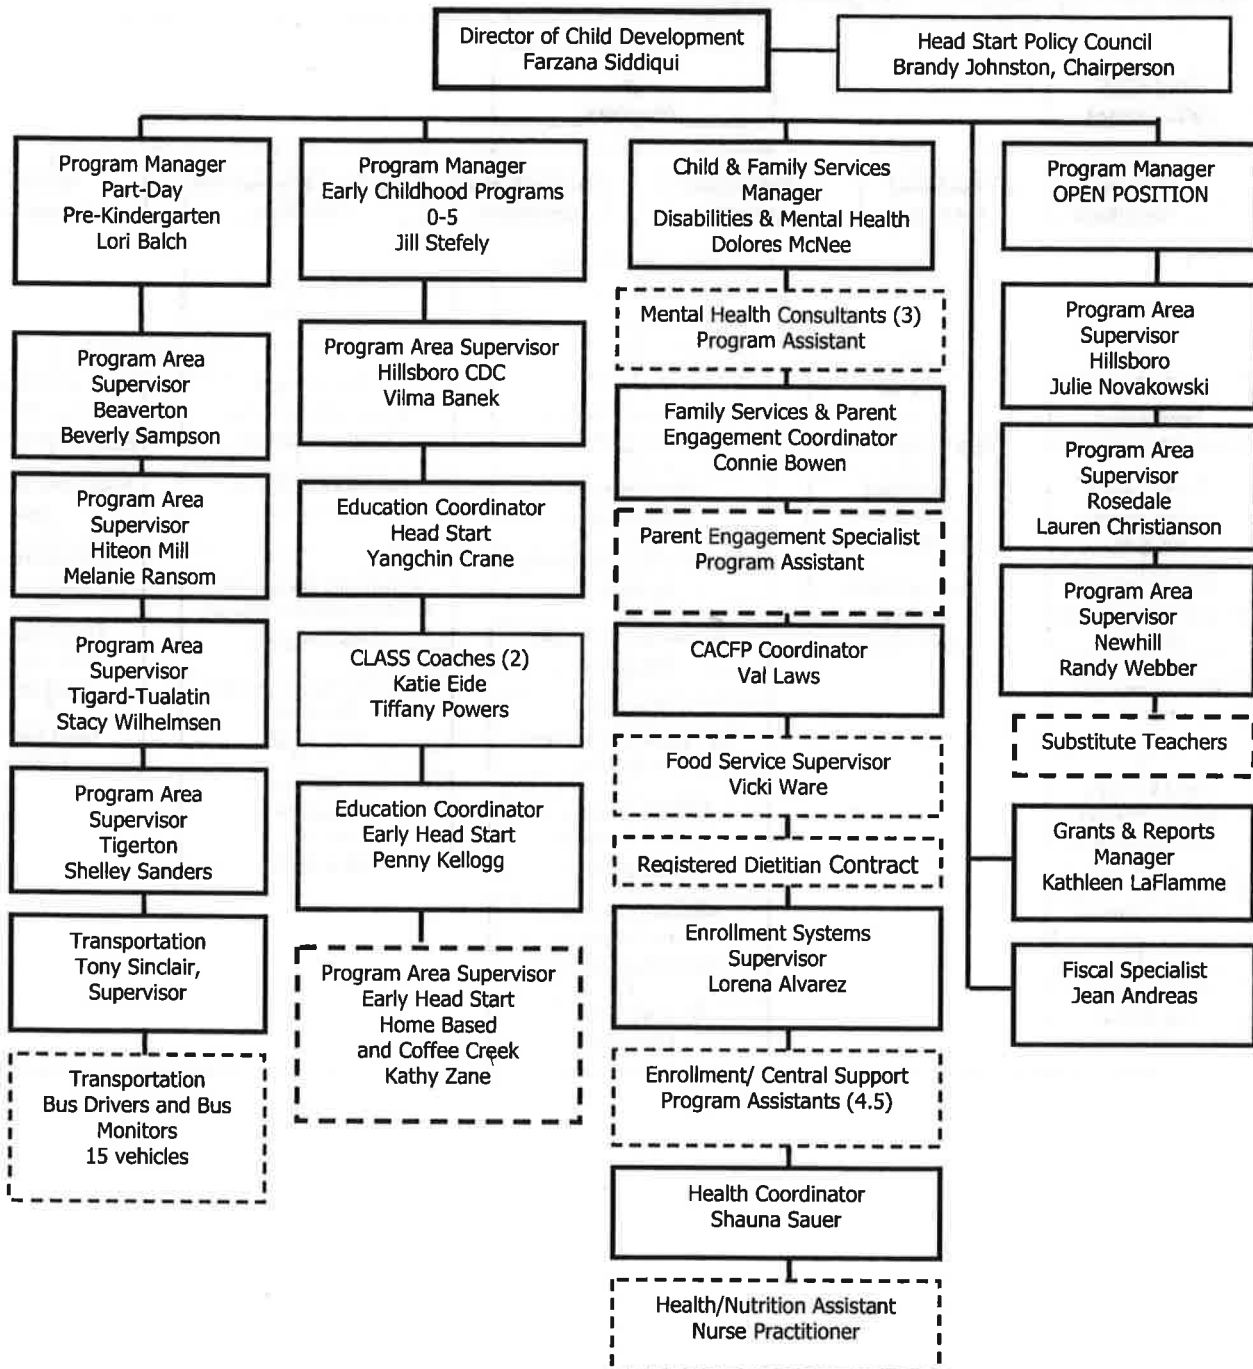 Director of Child Development
Farzana Siddiqui
Head Start Policy Council
Brandy Johnston, Chairperson
Program Manager
Part-Day
Pre-Kindergarten
Lori Balch
Program Area
Supervisor
Beaverton
Beverly Sampson
Program Area
Supervisor
Hiteon Mill
Melanie Ransom
Program Area
Supervisor
Tigard-Tualatin
Stacy Wilhelmsen
Program Area
Supervisor
Tigerton
Shelley Sanders
Transportation
Tony Sinclair,
Supervisor
Transportation
Bus Drivers and Bus
Monitors
15 vehicles
Program Manager
Early Childhood Programs
0-5
Jill Stefely
Program Area Supervisor
Hillsboro CDC
Vilma Banek
Education Coordinator
Head Start
Yangchin Crane
CLASS Coaches (2)
Katie Eide
Tiffany Powers
Education Coordinator
Early Head Start
Penny Kellogg
Program Area Supervisor
Early Head Start
Home Based
and Coffee Creek
Kathy Zane
Child & Family Services
Manager
Disabilities & Mental Health
Dolores McNee
Mental Health Consultants (3)
Program Assistant
Family Services & Parent
Engagement Coordinator
Connie Bowen
Parent Engagement Specialist
Program Assistant
CACFP Coordinator
Val Laws
Food Service Supervisor
Vicki Ware
Registered Dietitian Contract
Enrollment Systems
Supervisor
Lorena Alvarez
Enrollment/ Central Support
Program Assistants (4.5)
Health Coordinator
Shauna Sauer
Health/Nutrition Assistant
Nurse Practitioner
Program Manager
OPEN POSITION
Program Area
Supervisor
Hillsboro
Julie Novakowski
Program Area
Supervisor
Rosedale
Lauren Christianson
Program Area
Supervisor
Newhill
Randy Webber
Substitute Teachers
Grants & Reports
Manager
Kathleen LaFlamme
Fiscal Specialist
Jean Andreas